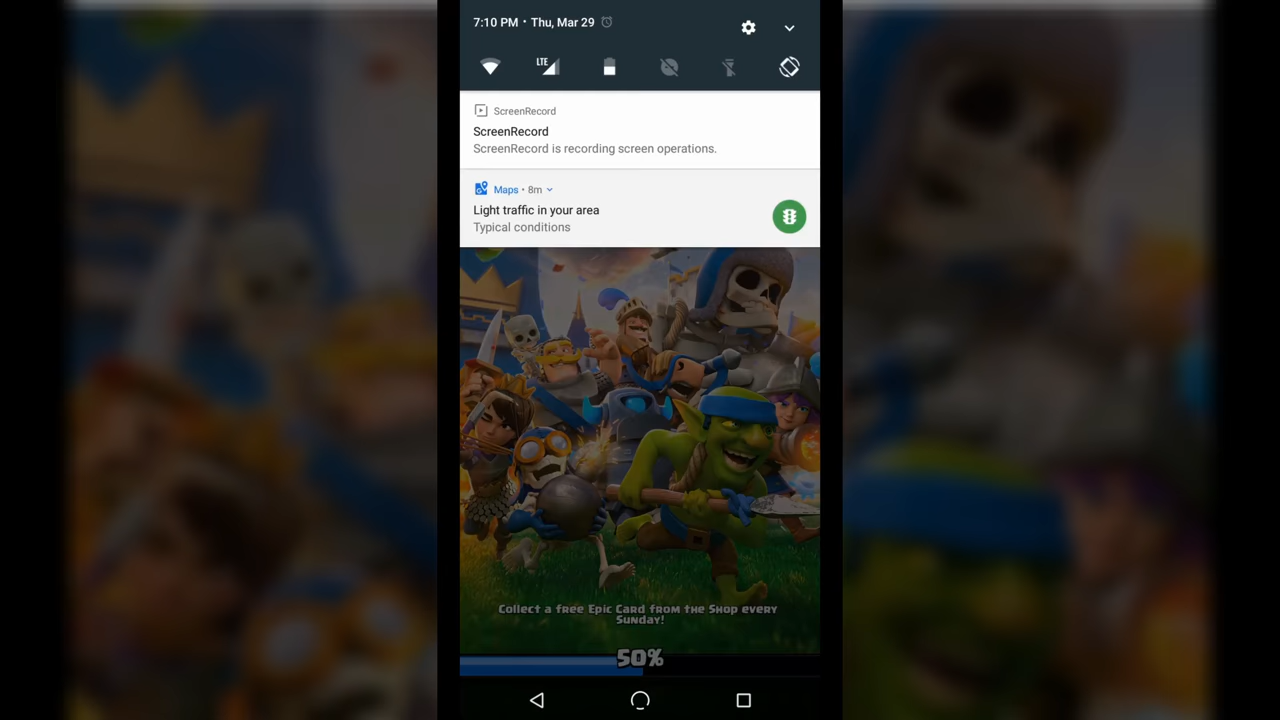 7:10 PM • Thu, Mar 29
LTE
ScreenRecord
ScreenRecord
ScreenRecord is recording screen operations.
Maps • 8m
Light traffic in your area
Typical conditions
Collect a free Epic Card from the Shop every
Sunday!
50%